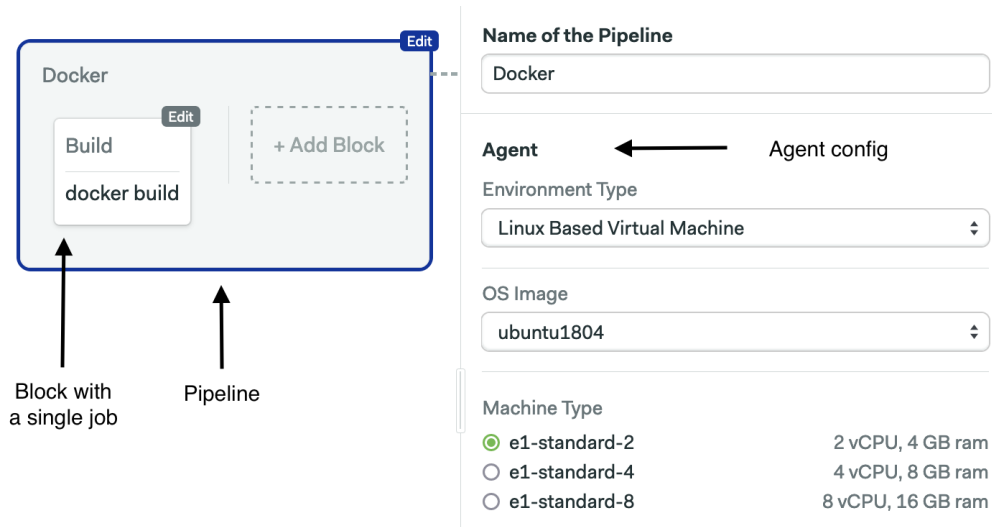 Edit
Docker
Edit
Build
+ Add Block
docker build
Block with
a single job
Pipeline
Name of the Pipeline
Docker
Agent
Agent config
Environment Type
Linux Based Virtual Machine
OS Image
ubuntu1804
Machine Type
e1-standard-2 2 vCPU, 4 GB ram
e1-standard-4 4 vCPU, 8 GB ram
e1-standard-8 8 vCPU, 16 GB ram